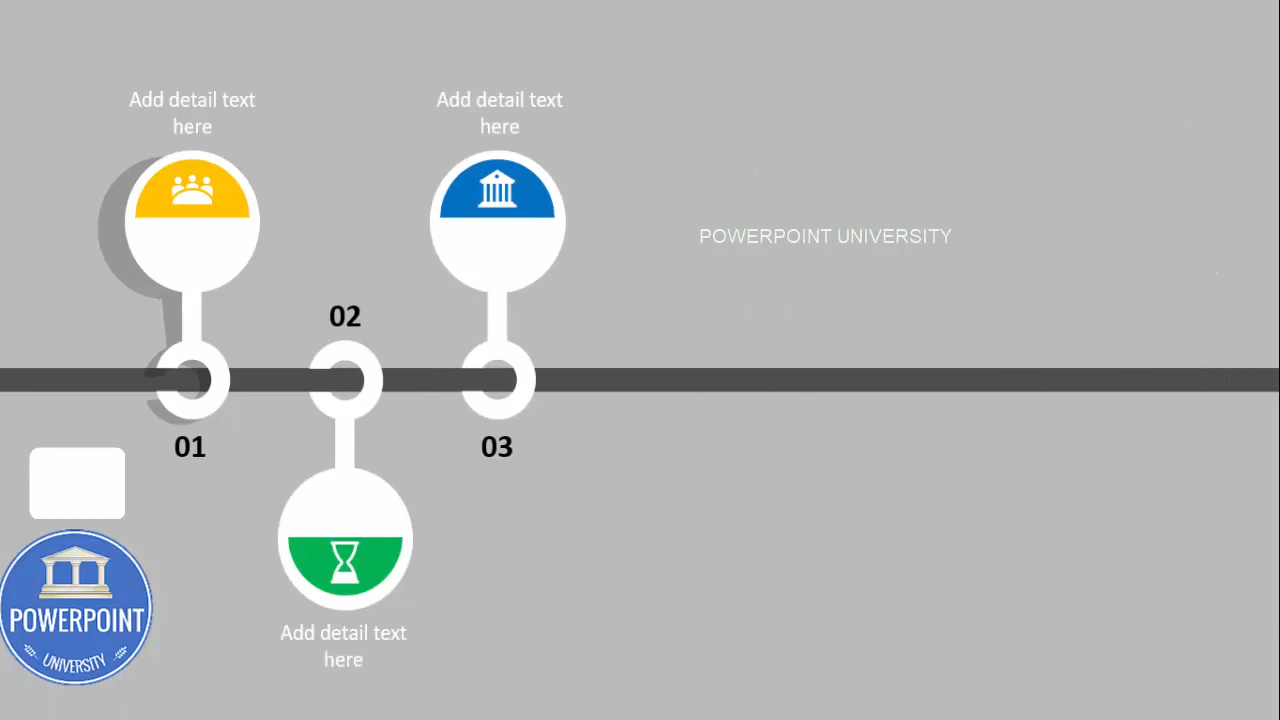 Add detail text
here
Add detail text
here
POWERPOINT UNIVERSITY
02
01
03
POWERPOINT
UNIVERSITY
Add detail text
here